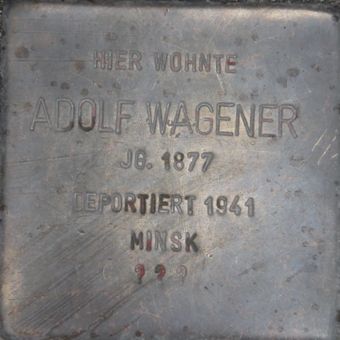 HIER WOHNTE
ADOLF WAGENER
JG. 1877
DEPORTIERT 1941
MINSK
???